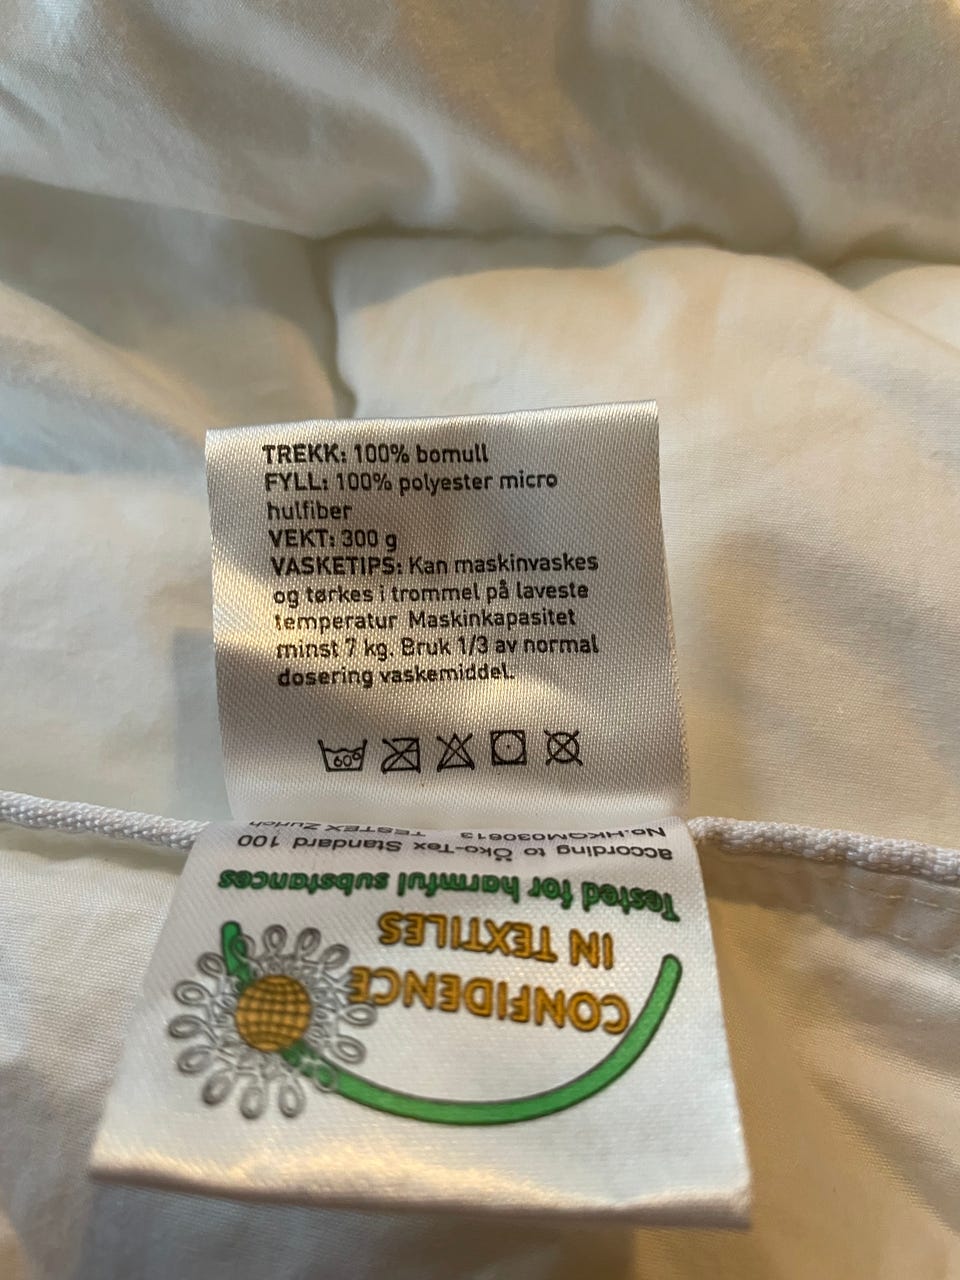 TREKK: 100% bomull
FYLL: 100% polyester micro
hulfiber
VEKT: 300 g
VASKETIPS: Kan maskinvaskes
og tørkes i trommel på laveste
temperatur Maskinkapasitet
minst 7 kg. Bruk 1/3 av normal
dosering vaskemiddel.
60°
CONFIDENCE
IN TEXTILES
Tested for harmful substances
according to Öko-Tex Standard 100
No.HKQM030613 TESTEX Zurich